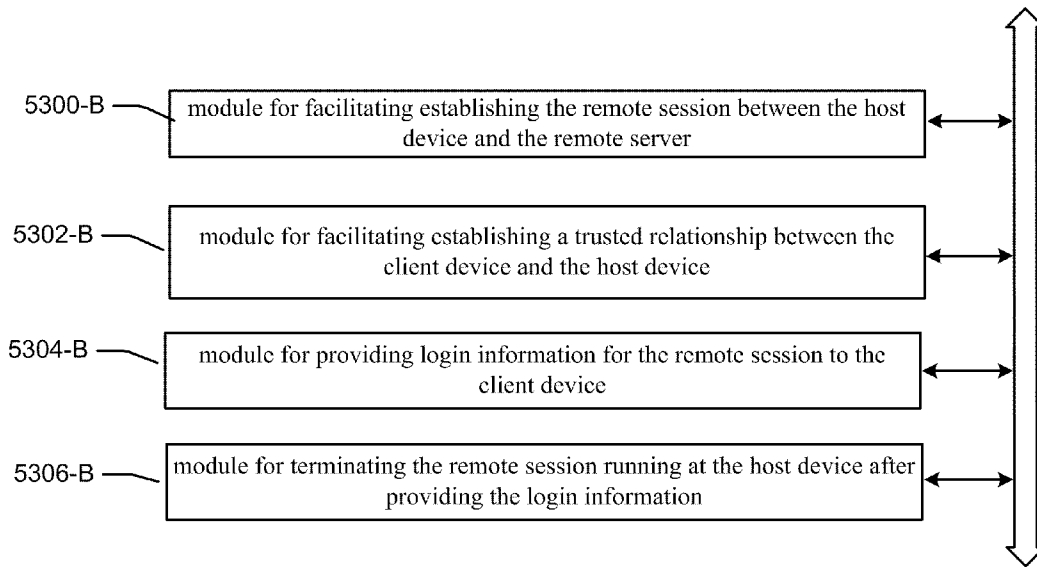 5300-B
module for facilitating establishing the remote session between the host
device and the remote server
5302-B
module for facilitating establishing a trusted relationship between the
client device and the host device
5304-B
module for providing login information for the remote session to the
client device
5306-B
module for terminating the remote session running at the host device after
providing the login information